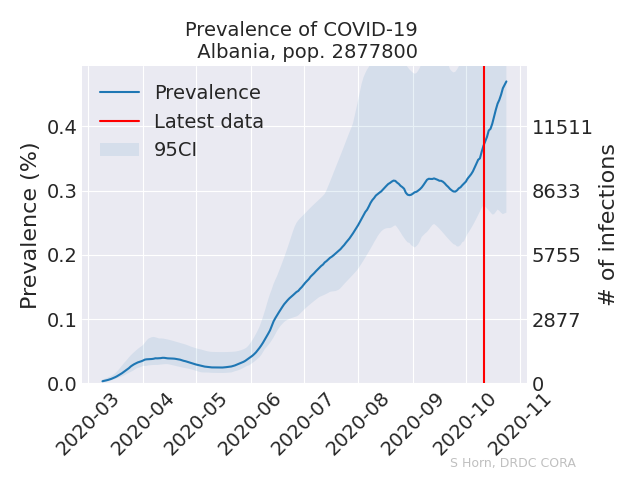 Prevalence of COVID-19
Albania, pop. 2877800
Prevalence
Latest data
95CI
Prevalence (%)
0.4
0.3
0.2
0.1
0.0
11511
8633
5755
2877
0
# of infections
2020-03
2020-04
2020-05
2020-06
2020-07
2020-08
2020-09
2020-10
2020-11
S Horn, DRDC CORA